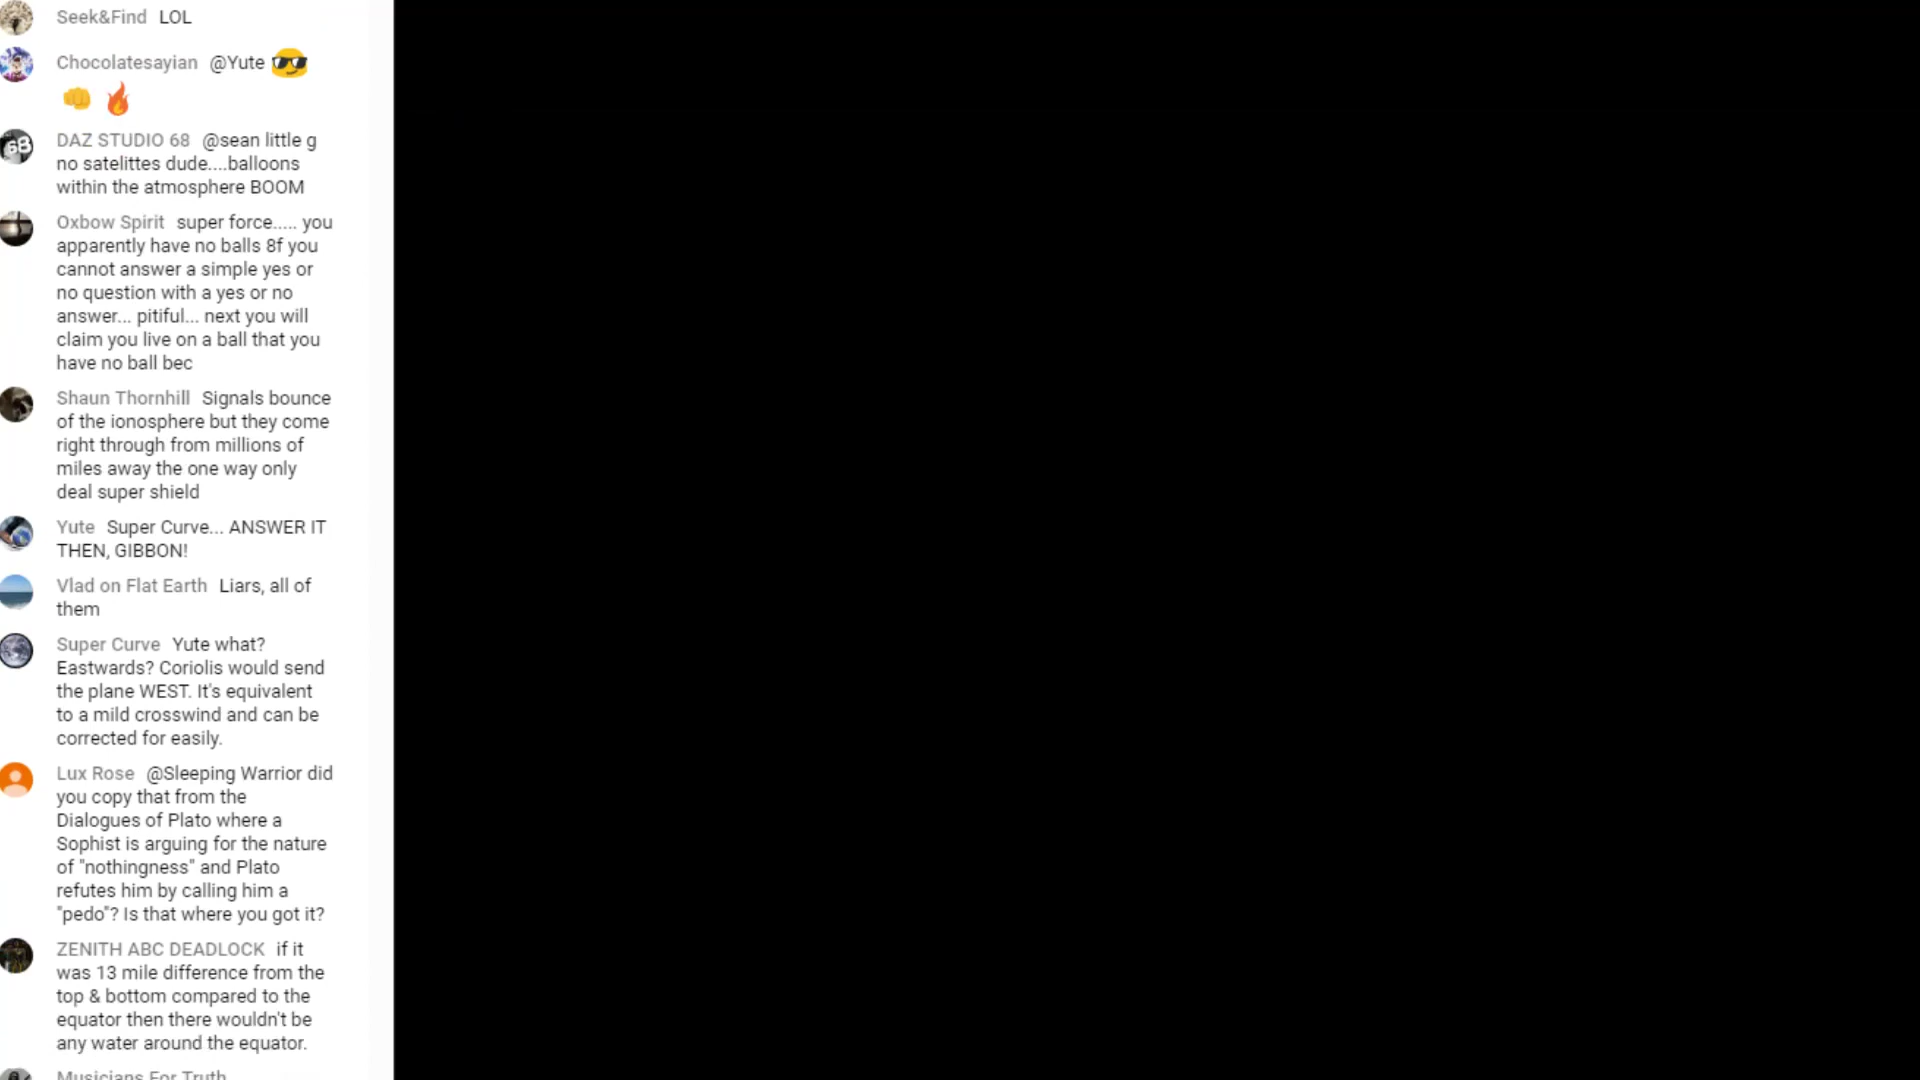 Seek&Find LOL
Chocolatesayian @Yute 😎
👊 🔥
DAZ STUDIO 68 @sean little g
no satelittes dude....balloons
within the atmosphere BOOM
Oxbow Spirit super force..... you
apparently have no balls 8f you
cannot answer a simple yes or
no question with a yes or no
answer... pitiful... next you will
claim you live on a ball that you
have no ball bec
Shaun Thornhill Signals bounce
of the ionosphere but they come
right through from millions of
miles away the one way only
deal super shield
Yute Super Curve... ANSWER IT
THEN, GIBBON!
Vlad on Flat Earth Liars, all of
them
Super Curve Yute what?
Eastwards? Coriolis would send
the plane WEST. It's equivalent
to a mild crosswind and can be
corrected for easily.
Lux Rose @Sleeping Warrior did
you copy that from the
Dialogues of Plato where a
Sophist is arguing for the nature
of "nothingness" and Plato
refutes him by calling him a
"pedo"? Is that where you got it?
ZENITH ABC DEADLOCK if it
was 13 mile difference from the
top & bottom compared to the
equator then there wouldn't be
any water around the equator.
Musicians For Truth